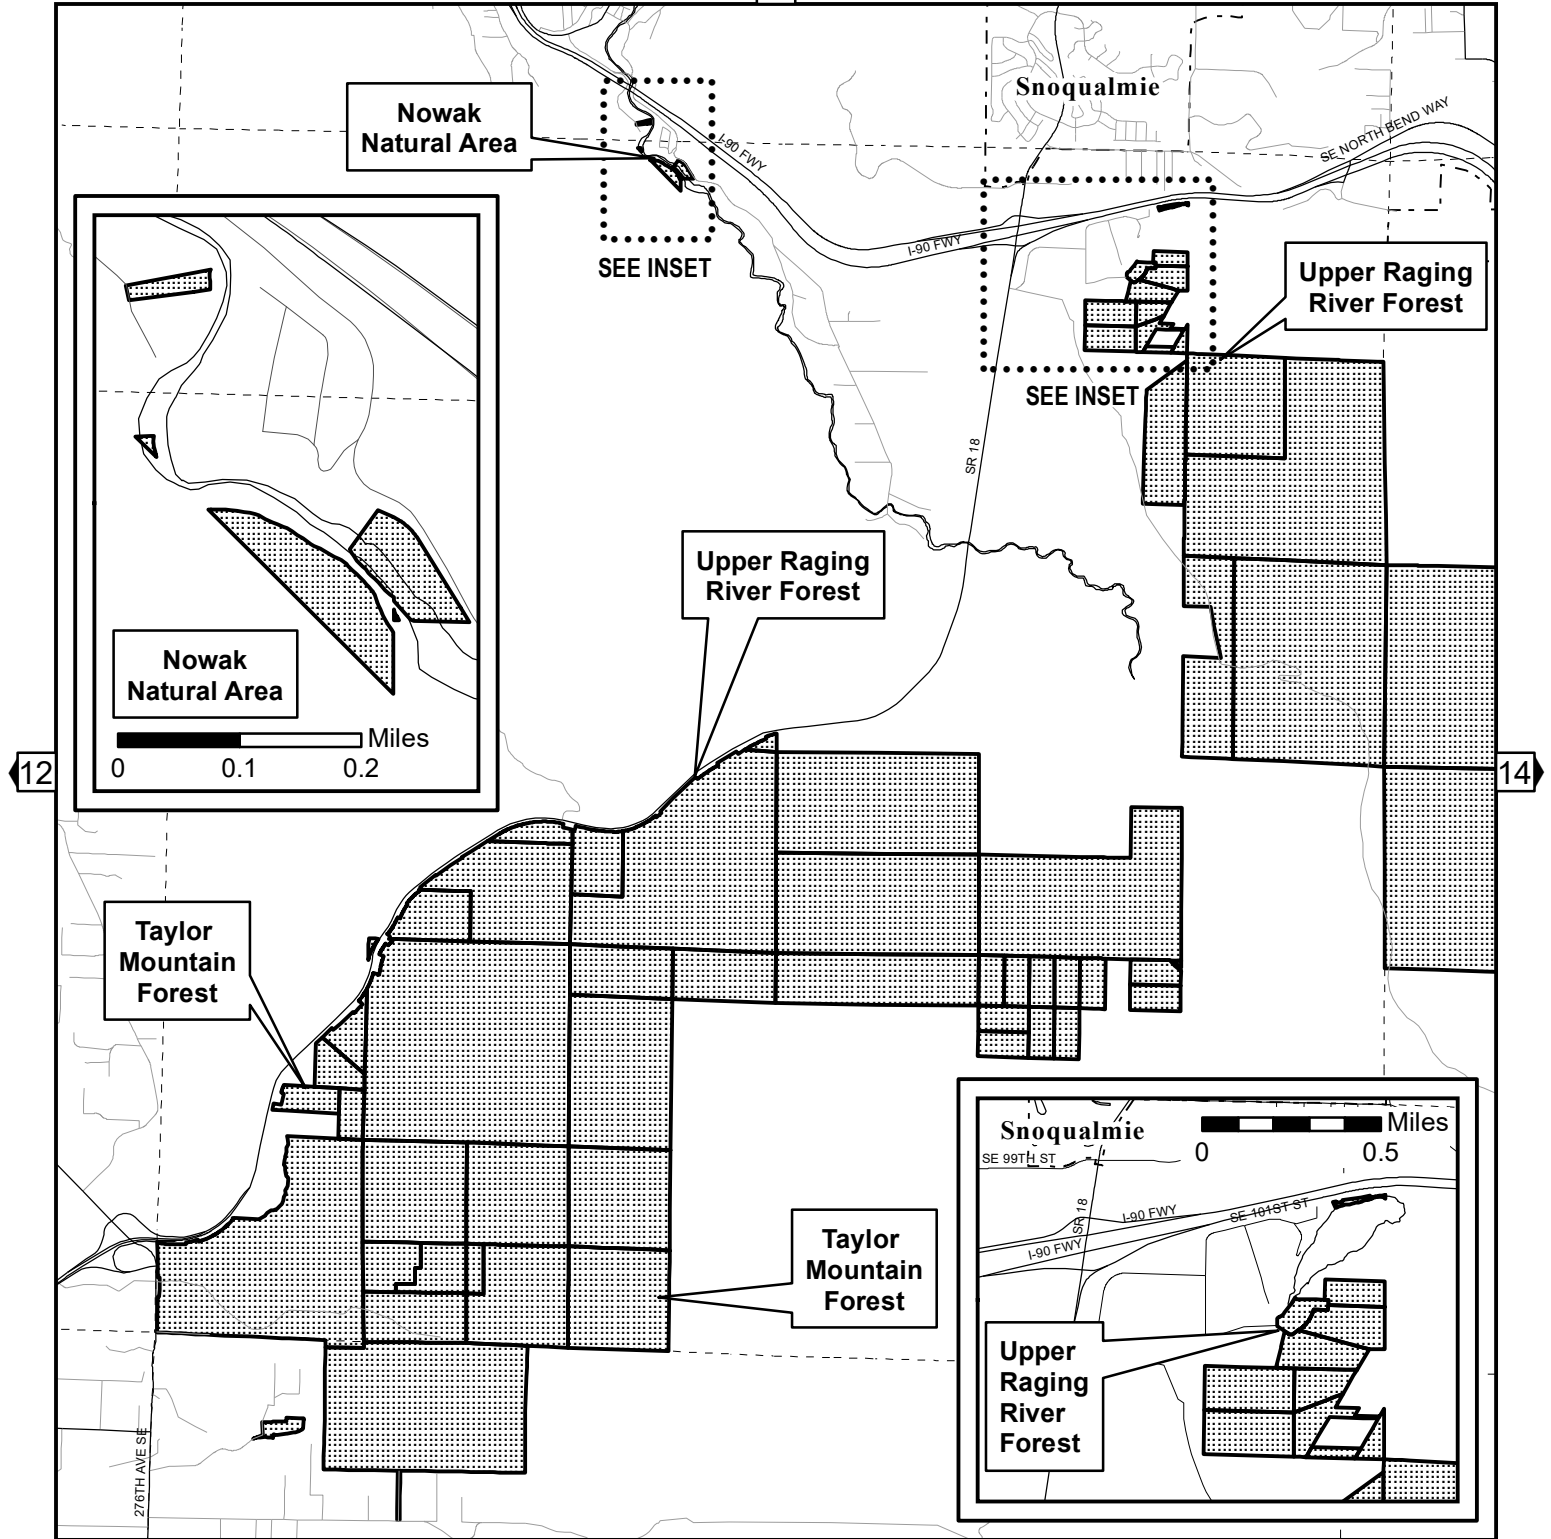 Snoqualmie
Nowak
Natural Area
I-90 FWY
SE NORTH BEND WAY
SEE INSET
I-90 FWY
Upper Raging
River Forest
SEE INSET
SR 18
Upper Raging
River Forest
Nowak
Natural Area
Miles
0 0.1 0.2
12
14
Taylor
Mountain
Forest
Taylor
Mountain
Forest
276TH AVE SE
Snoqualmie
Miles
0 0.5
SE 99TH ST
SR 18
I-90 FWY
SE 101ST ST
I-90 FWY
Upper
Raging
River
Forest